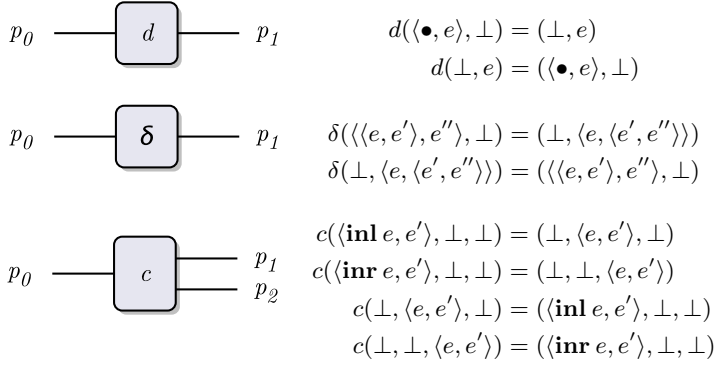 p₀ d p₁ d(⟨●, e⟩, ⊥) = (⊥, e)
d(⊥, e) = (⟨●, e⟩, ⊥)
p₀ δ p₁ δ(⟨⟨e, e′⟩, e′′⟩, ⊥) = (⊥, ⟨e, ⟨e′, e′′⟩⟩)
δ(⊥, ⟨e, ⟨e′, e′′⟩⟩) = (⟨⟨e, e′⟩, e′′⟩, ⊥)
c(⟨inl e, e′⟩, ⊥, ⊥) = (⊥, ⟨e, e′⟩, ⊥)
p₀ c p₁ c(⟨inr e, e′⟩, ⊥, ⊥) = (⊥, ⊥, ⟨e, e′⟩)
p₂ c(⊥, ⟨e, e′⟩, ⊥) = (⟨inl e, e′⟩, ⊥, ⊥)
c(⊥, ⊥, ⟨e, e′⟩) = (⟨inr e, e′⟩, ⊥, ⊥)